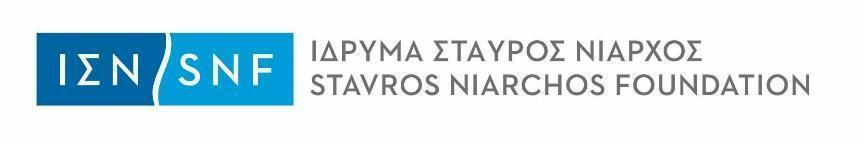 ΙΣΝ SNF
ΙΔΡΥΜΑ ΣΤΑΥΡΟΣ ΝΙΑΡΧΟΣ
STAVROS NIARCHOS FOUNDATION